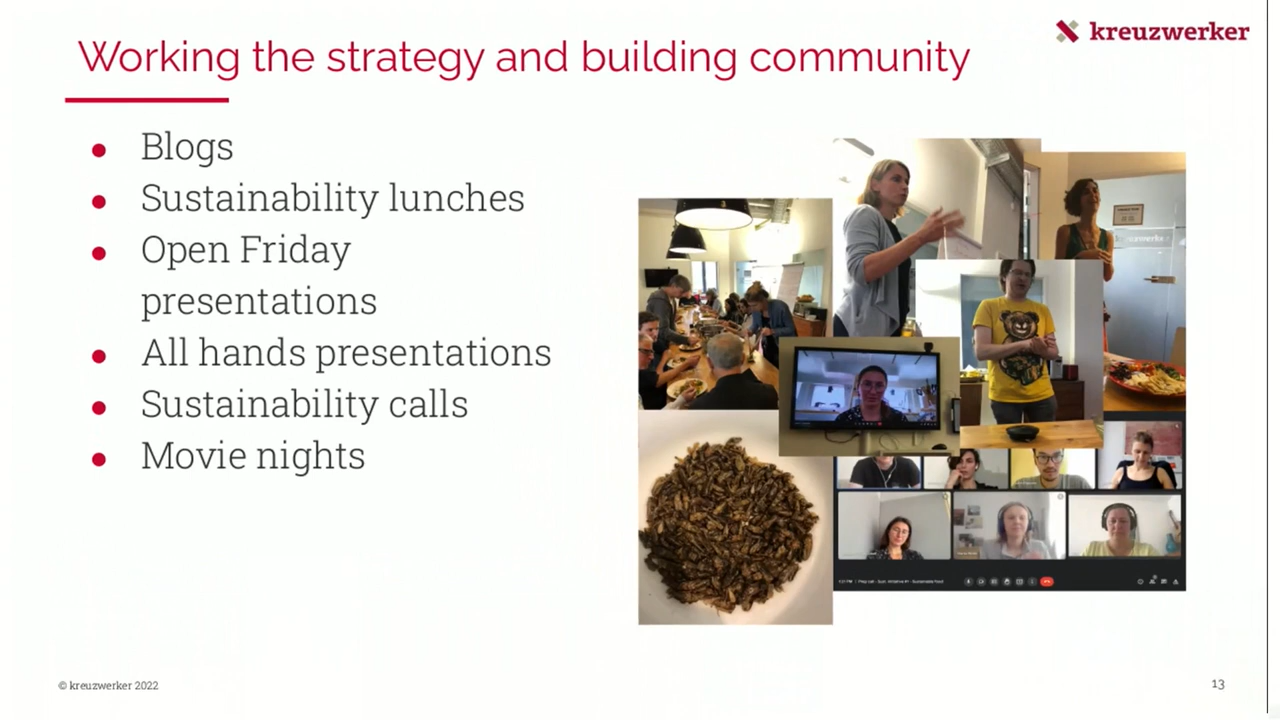 kreuzwerker
Working the strategy and building community
● Blogs
● Sustainability lunches
● Open Friday
presentations
● All hands presentations
● Sustainability calls
● Movie nights
© kreuzwerker 2022
13